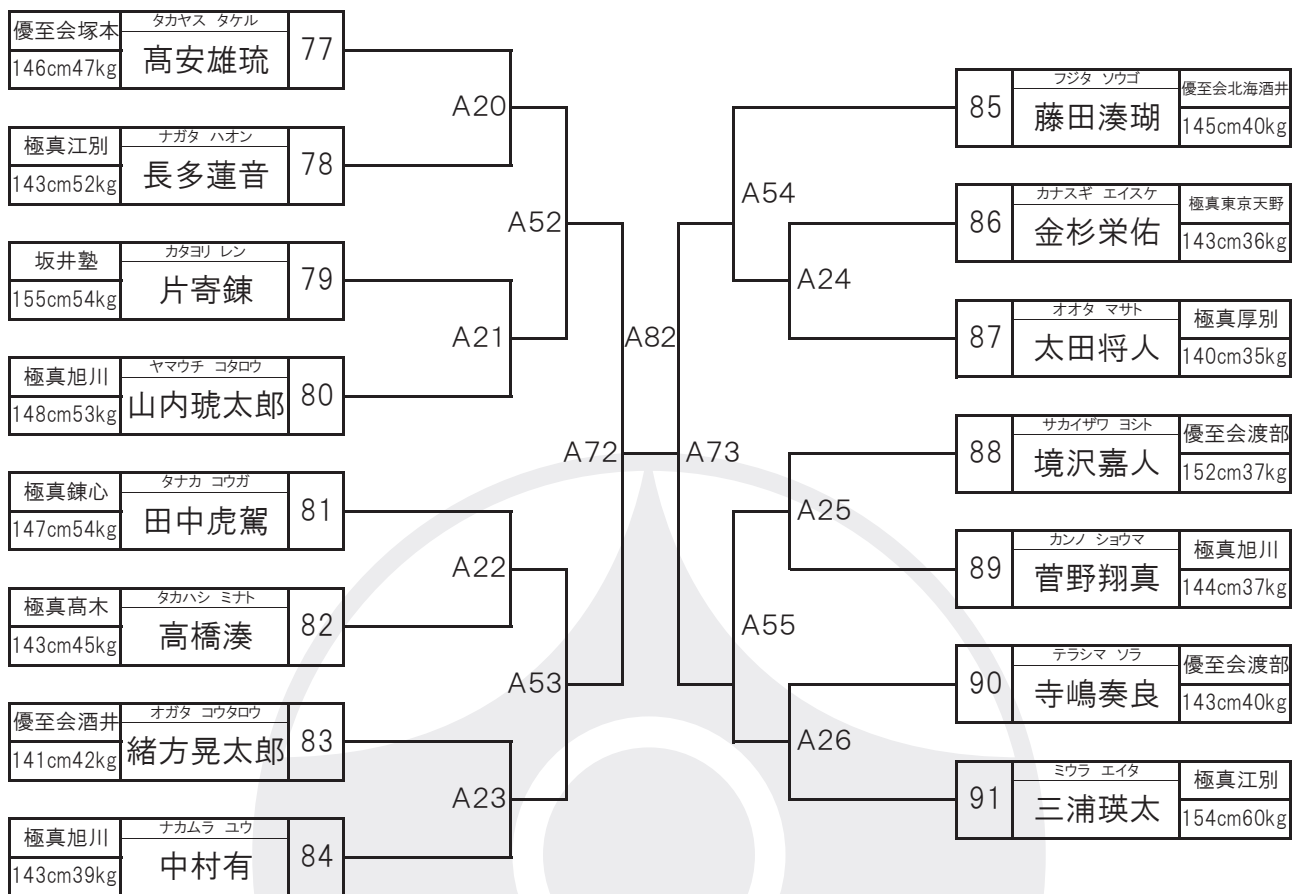 優至会塚本
146cm47kg
タカヤス タケル
髙安雄琉
77
極真江別
143cm52kg
ナガタ ハオン
長多蓮音
78
坂井塾
155cm54kg
カタヨリ レン
片寄錬
79
極真旭川
148cm53kg
ヤマウチ コタロウ
山内琥太郎
80
極真錬心
147cm54kg
タナカ コウガ
田中虎駕
81
極真髙木
143cm45kg
タカハシ ミナト
高橋湊
82
優至会酒井
141cm42kg
オガタ コウタロウ
緒方晃太郎
83
極真旭川
143cm39kg
ナカムラ ユウ
中村有
84
A20
A21
A22
A23
A52
A53
A72
A82
A73
A54
A55
A24
A25
A26
85
フジタ ソウゴ
藤田湊瑚
優至会北海酒井
145cm40kg
86
カナスギ エイスケ
金杉栄佑
極真東京天野
143cm36kg
87
オオタ マサト
太田将人
極真厚別
140cm35kg
88
サカイザワ ヨシト
境沢嘉人
優至会渡部
152cm37kg
89
カンノ ショウマ
菅野翔真
極真旭川
144cm37kg
90
テラシマ ソラ
寺嶋奏良
優至会渡部
143cm40kg
91
ミウラ エイタ
三浦瑛太
極真江別
154cm60kg